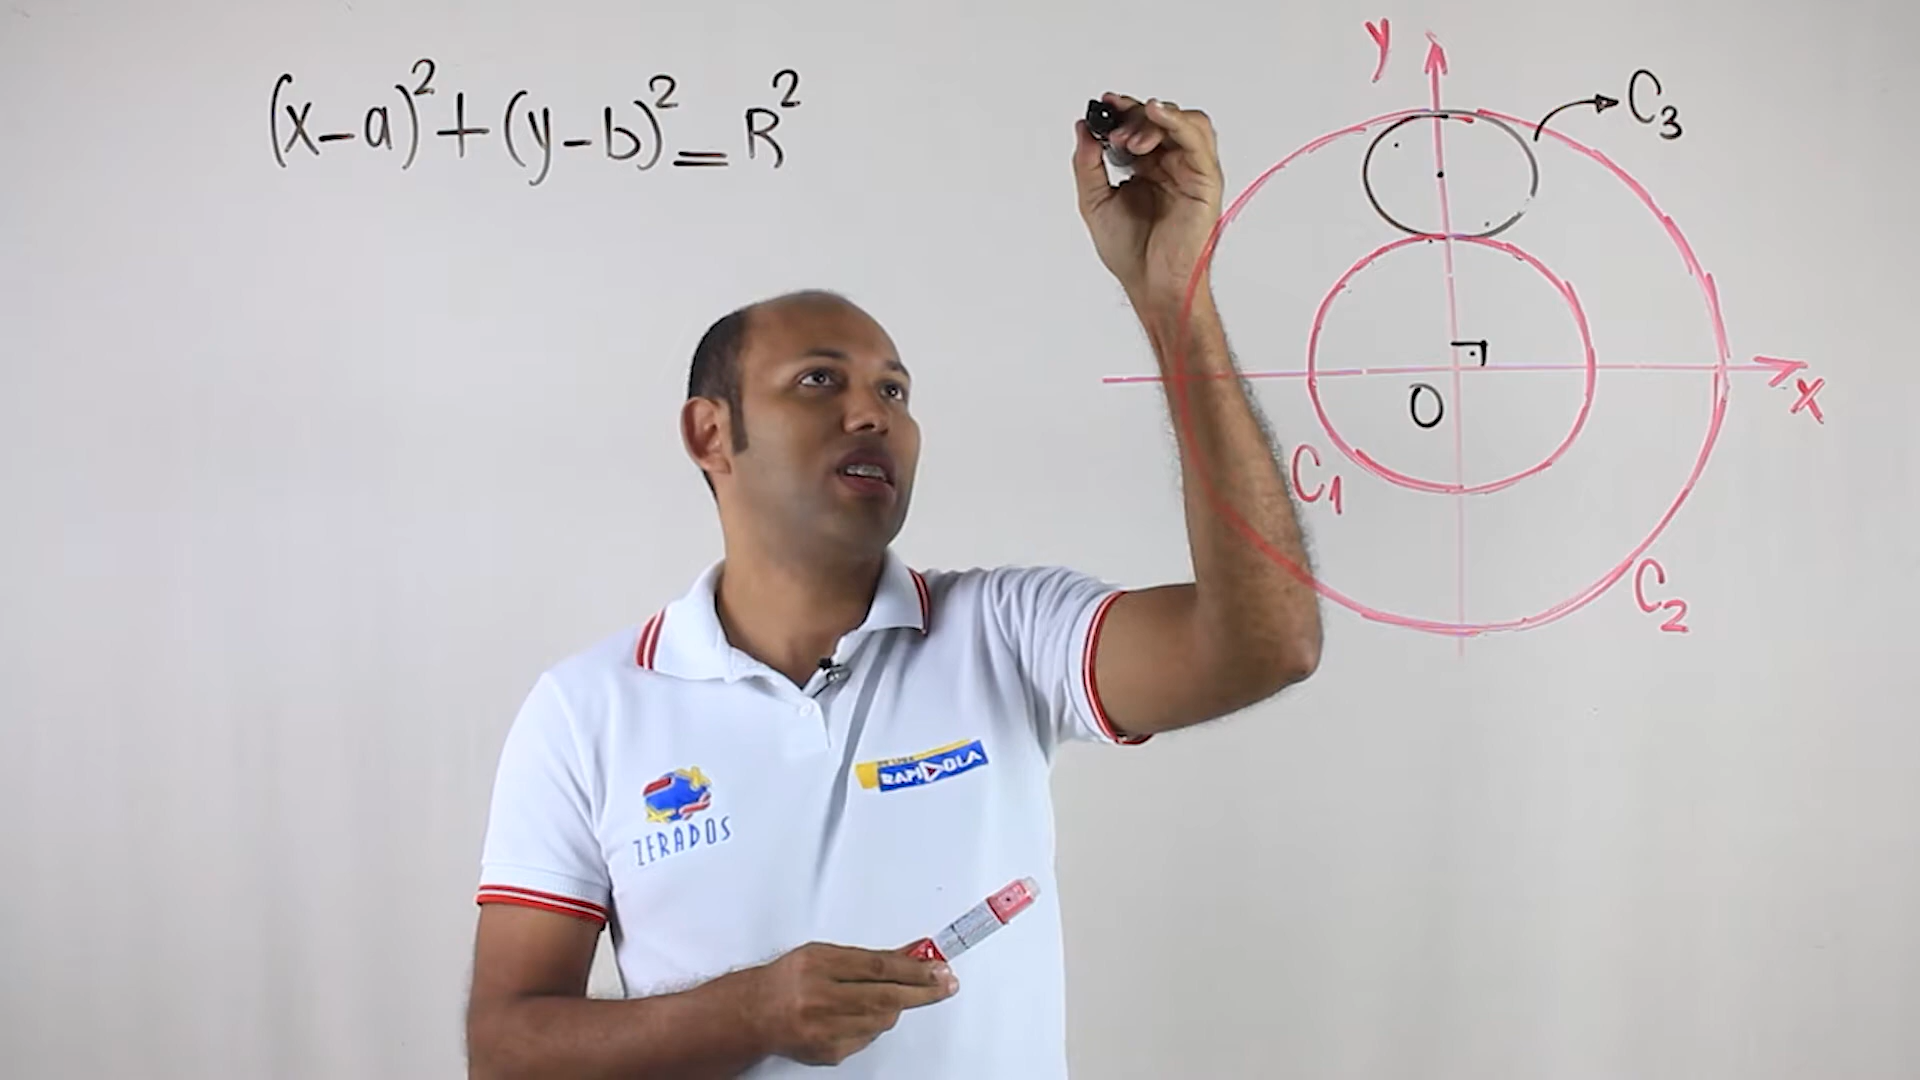 (x-a)²+(y-b)²=R²
y
C₃
O
x
C₁
C₂
ZERADOS
RAPIDOLA